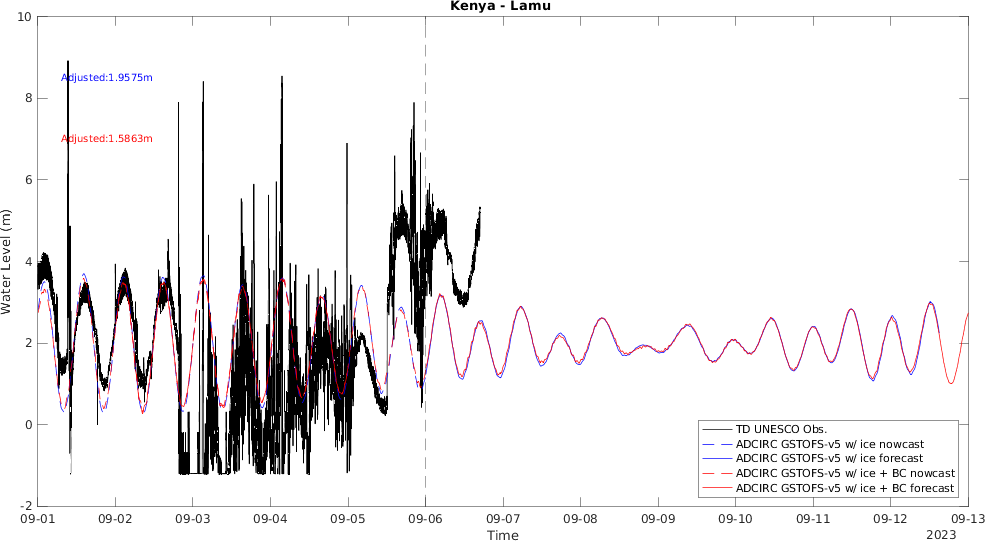 Kenya - Lamu
10
8
6
4
2
0
-2
Water Level (m)
Adjusted:1.9575m
Adjusted:1.5863m
TD UNESCO Obs.
ADCIRC GSTOFS-v5 w/ ice nowcast
ADCIRC GSTOFS-v5 w/ ice forecast
ADCIRC GSTOFS-v5 w/ ice + BC nowcast
ADCIRC GSTOFS-v5 w/ ice + BC forecast
09-01 09-02 09-03 09-04 09-05 09-06 09-07 09-08 09-09 09-10 09-11 09-12 09-13
Time
2023